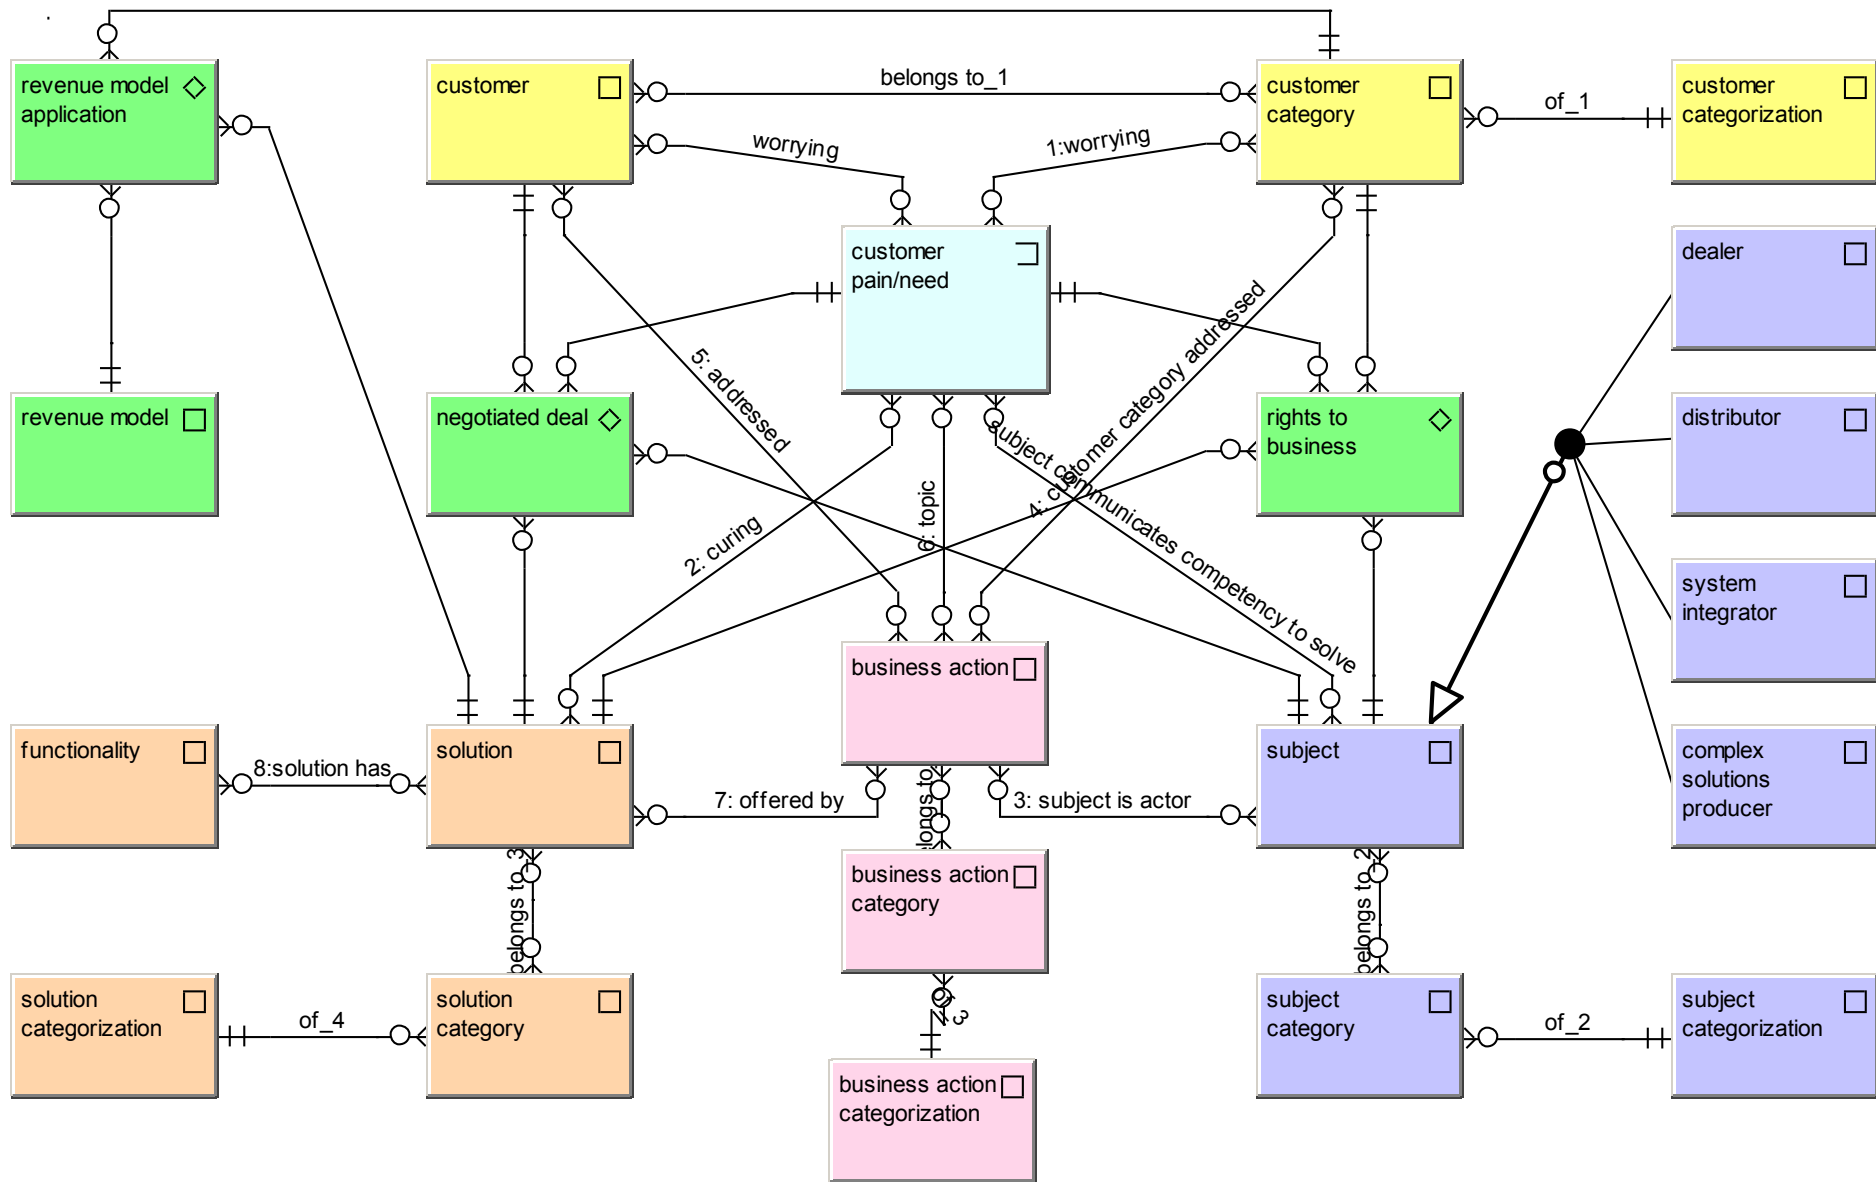 revenue model
application
customer
belongs to_1
customer
category
of_1
customer
categorization
worrying
1:worrying
customer
pain/need
dealer
5: addressed
4: customer category addressed
revenue model
negotiated deal
subject communicates competency to solve
rights to
business
distributor
2: curing
6: topic
system
integrator
business action
functionality
8:solution has
solution
7: offered by
3: subject is actor
subject
complex
solutions
producer
belongs to_3
business action
category
belongs to_2
solution
categorization
of_4
solution
category
subject
category
of_2
subject
categorization
business action
categorization